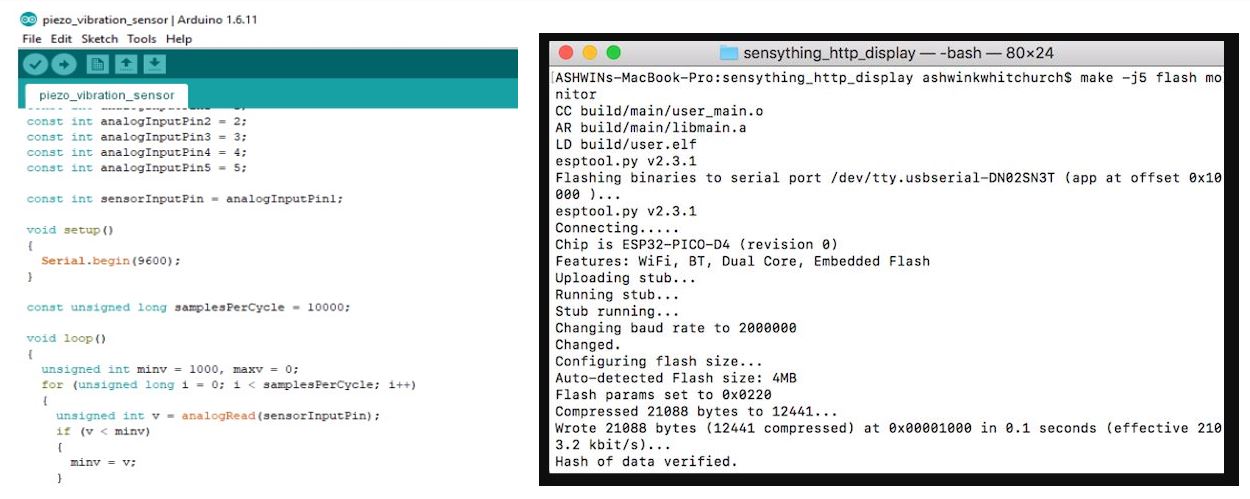 piezo_vibration_sensor | Arduino 1.6.11
File Edit Sketch Tools Help
piezo_vibration_sensor
const int analogInputPin2 = 2;
const int analogInputPin3 = 3;
const int analogInputPin4 = 4;
const int analogInputPin5 = 5;
const int sensorInputPin = analogInputPin1;
void setup()
{
Serial.begin(9600);
}
const unsigned long samplesPerCycle = 10000;
void loop()
{
unsigned int minv = 1000, maxv = 0;
for (unsigned long i = 0; i < samplesPerCycle; i++)
{
unsigned int v = analogRead(sensorInputPin);
if (v < minv)
{
minv = v;
}
sensything_http_display — -bash — 80×24
[ASHWINs-MacBook-Pro:sensything_http_display ashwinkwhitchurch$ make -j5 flash mo
nitor
CC build/main/user_main.o
AR build/main/libmain.a
LD build/user.elf
esptool.py v2.3.1
Flashing binaries to serial port /dev/tty.usbserial-DN02SN3T (app at offset 0x10
000 )...
esptool.py v2.3.1
Connecting.....
Chip is ESP32-PICO-D4 (revision 0)
Features: WiFi, BT, Dual Core, Embedded Flash
Uploading stub...
Running stub...
Stub running...
Changing baud rate to 2000000
Changed.
Configuring flash size...
Auto-detected Flash size: 4MB
Flash params set to 0x0220
Compressed 21088 bytes to 12441...
Wrote 21088 bytes (12441 compressed) at 0x00001000 in 0.1 seconds (effective 210
3.2 kbit/s)...
Hash of data verified.